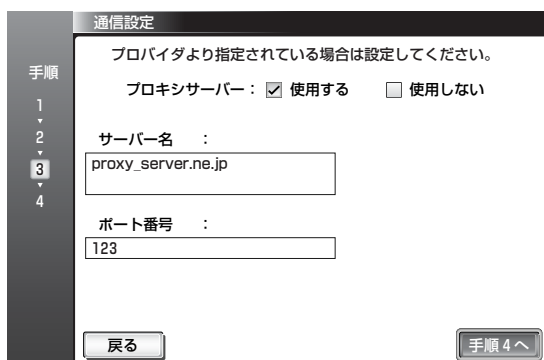 通信設定
プロバイダより指定されている場合は設定してください。
手順
プロキシサーバー： 使用する 使用しない
1
2
3
4
サーバー名 ：
proxy_server.ne.jp
ポート番号 ：
123
戻る
手順4へ